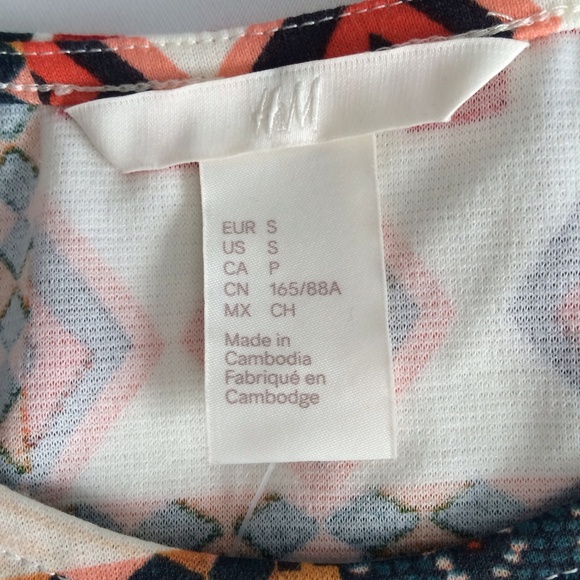 H&M
EUR S
US S
CA P
CN 165/88A
MX CH
Made in
Cambodia
Fabriqué en
Cambodge